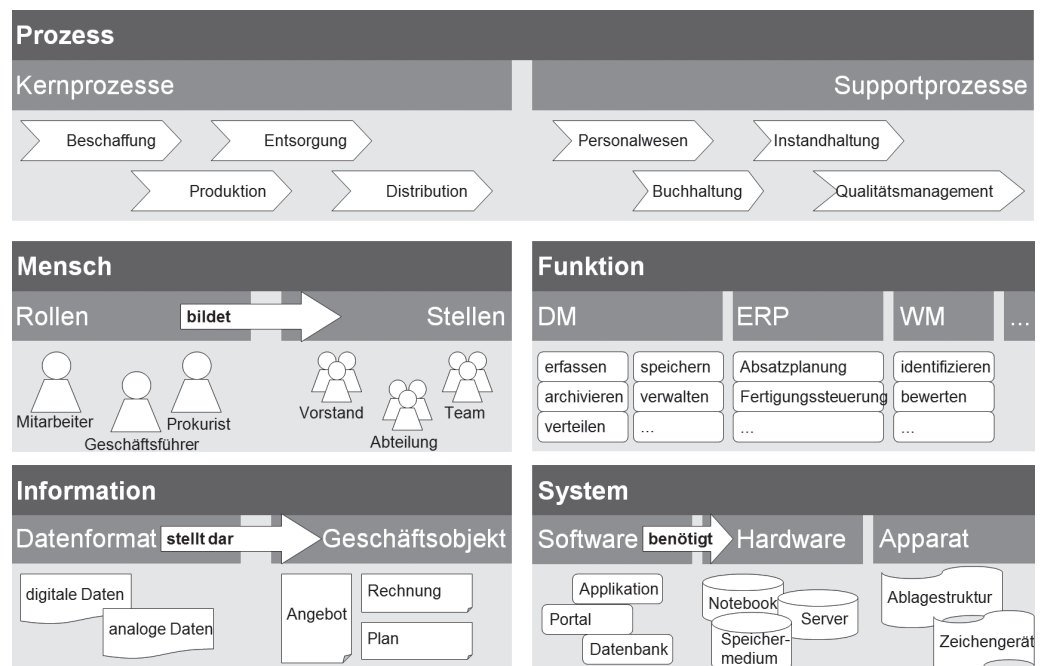 Prozess
Kernprozesse
Supportprozesse
Beschaffung
Entsorgung
Produktion
Distribution
Personalwesen
Instandhaltung
Buchhaltung
Qualitätsmanagement
Mensch
Rollen
bildet
Stellen
Mitarbeiter
Geschäftsführer
Prokurist
Vorstand
Abteilung
Team
Funktion
DM
ERP
WM
...
erfassen
speichern
archivieren
verwalten
verteilen
...
Absatzplanung
Fertigungssteuerung
...
identifizieren
bewerten
...
Information
Datenformat
stellt dar
Geschäftsobjekt
digitale Daten
analoge Daten
Angebot
Rechnung
Plan
System
Software
benötigt
Hardware
Apparat
Applikation
Portal
Datenbank
Notebook
Server
Speicher-
medium
Ablagestruktur
Zeichengerät